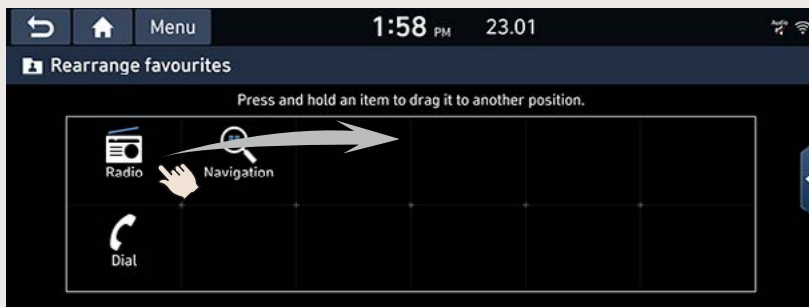 Menu 1:58 PM 23.01 Audio
Rearrange favourites
Press and hold an item to drag it to another position.
Radio Navigation
Dial